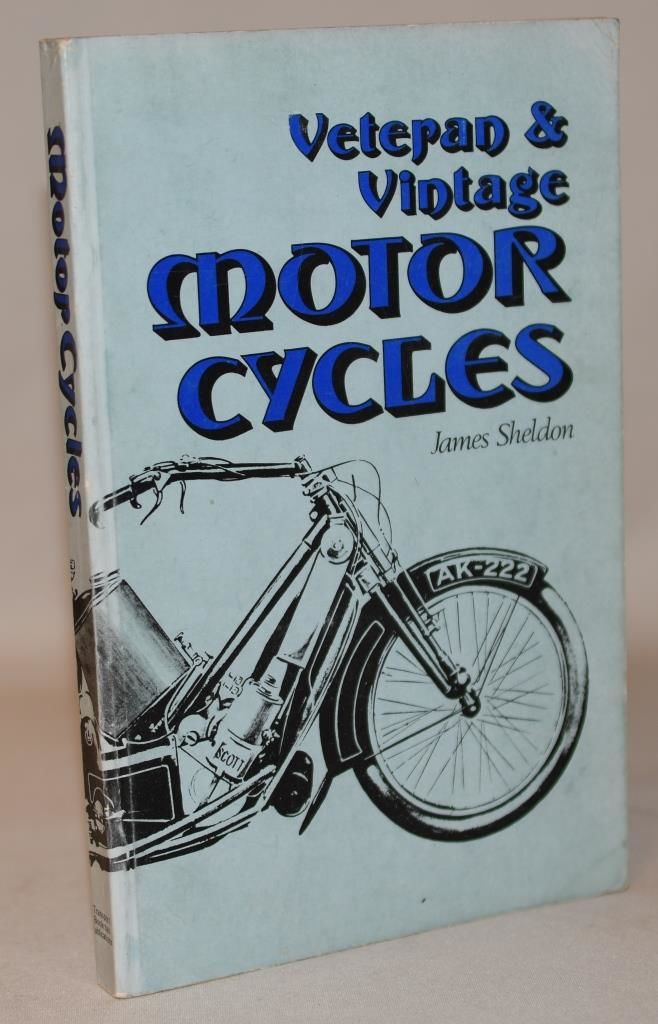 Veteran &
Vintage
MOTOR
CYCLES
James Sheldon
AK-222
SCOTT
Motor Cycles